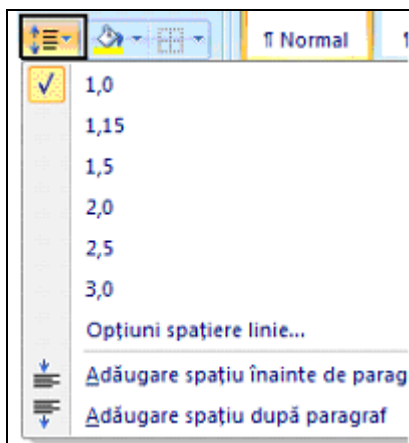 ¶ Normal
1,0
1,15
1,5
2,0
2,5
3,0
Opțiuni spațiere linie...
Adăugare spațiu înainte de parag
Adăugare spațiu după paragraf